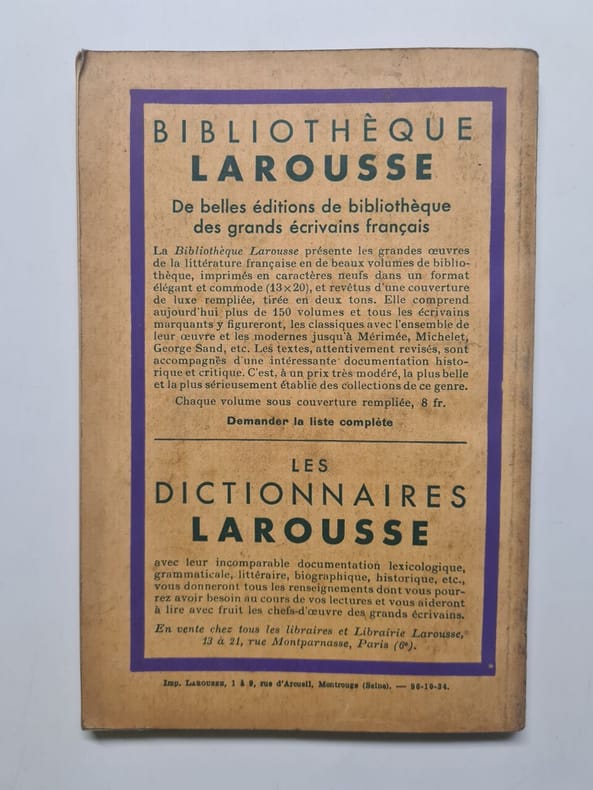 BIBLIOTHÈQUE
LAROUSSE
De belles éditions de bibliothèque
des grands écrivains français
La Bibliothèque Larousse présente les grandes œuvres
de la littérature française en de beaux volumes de biblio-
thèque, imprimés en caractères neufs dans un format
élégant et commode (13×20), et revêtus d'une couverture
de luxe rempliée, tirée en deux tons. Elle comprend
aujourd'hui plus de 150 volumes et tous les écrivains
marquants y figureront, les classiques avec l'ensemble de
leur œuvre et les modernes jusqu'à Mérimée, Michelet,
George Sand, etc. Les textes, attentivement revisés, sont
accompagnés d'une intéressante documentation histo-
rique et critique. C'est, à un prix très modéré, la plus belle
et la plus sérieusement établie des collections de ce genre.
Chaque volume sous couverture rempliée, 8 fr.
Demander la liste complète
LES
DICTIONNAIRES
LAROUSSE
avec leur incomparable documentation lexicologique,
grammaticale, littéraire, biographique, historique, etc.,
vous donneront tous les renseignements dont vous pour-
rez avoir besoin au cours de vos lectures et vous aideront
à lire avec fruit les chefs-d'œuvre des grands écrivains.
En vente chez tous les libraires et Librairie Larousse,
13 à 21, rue Montparnasse, Paris (6e).
Imp. LAROUSSE, 1 à 9, rue d'Arcueil, Montrouge (Seine). — 96-10-34.